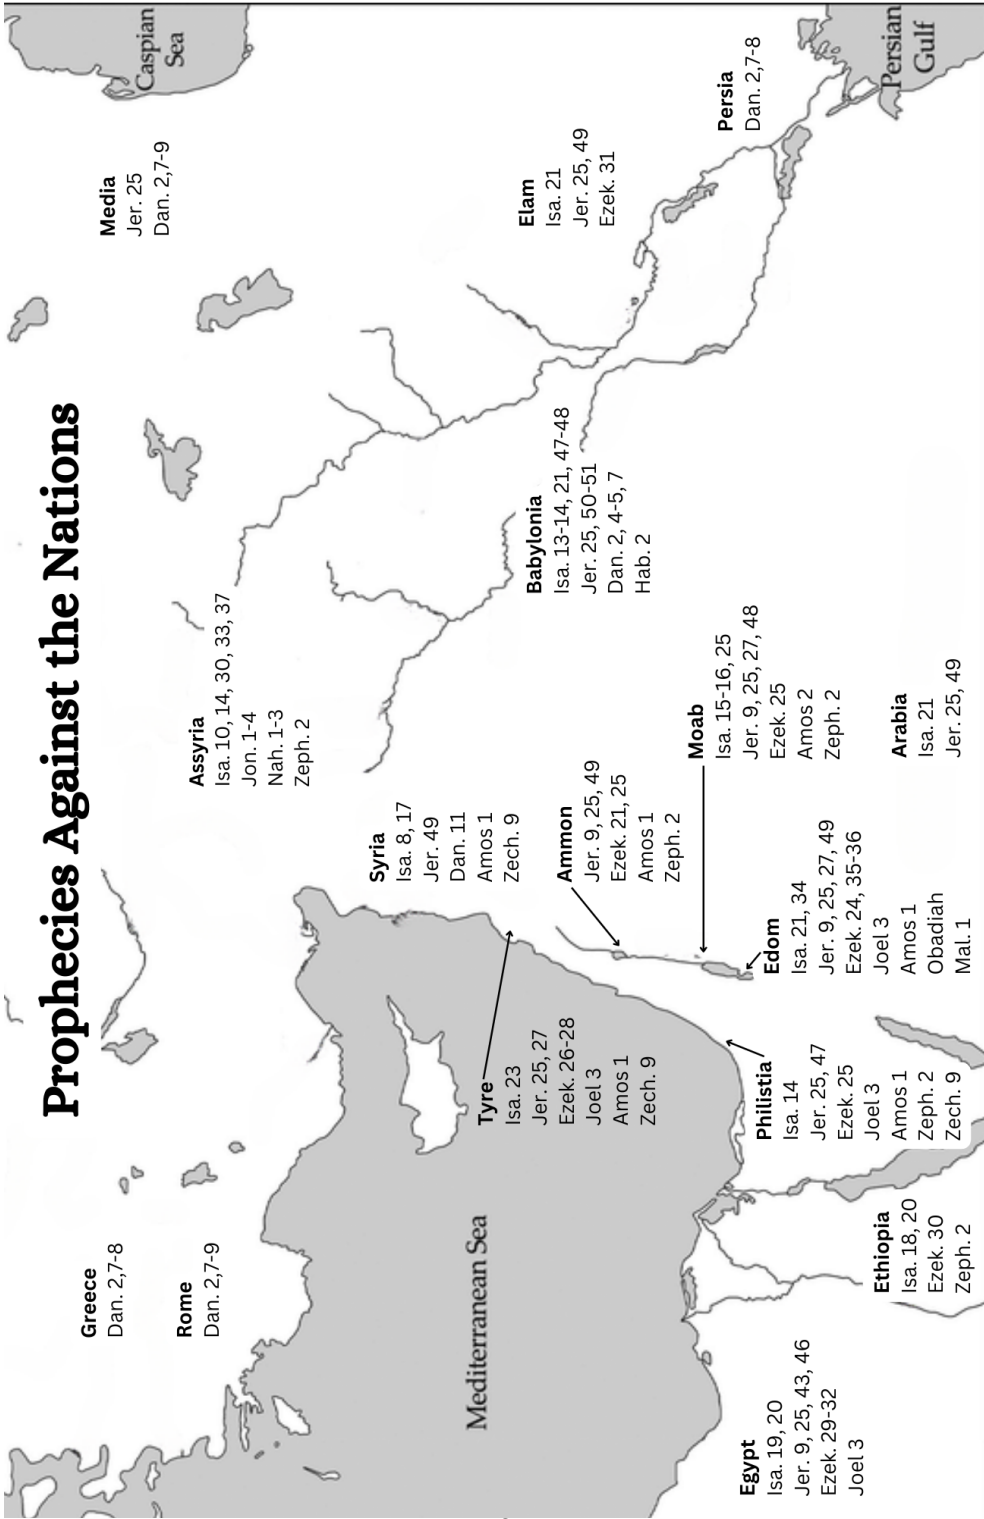 Prophecies Against the Nations
Greece
Dan. 2,7-8
Rome
Dan. 2,7-9
Assyria
Isa. 10, 14, 30, 33, 37
Jon. 1-4
Nah. 1-3
Zeph. 2
Media
Jer. 25
Dan. 2,7-9
Caspian
Sea
Syria
Isa. 8, 17
Jer. 49
Dan. 11
Amos 1
Zech. 9
Mediterranean Sea
Tyre
Isa. 23
Jer. 25, 27
Ezek. 26-28
Joel 3
Amos 1
Zech. 9
Ammon
Jer. 9, 25, 49
Ezek. 21, 25
Amos 1
Zeph. 2
Babylonia
Isa. 13-14, 21, 47-48
Jer. 25, 50-51
Dan. 2, 4-5, 7
Hab. 2
Elam
Isa. 21
Jer. 25, 49
Ezek. 31
Moab
Isa. 15-16, 25
Jer. 9, 25, 27, 48
Ezek. 25
Amos 2
Zeph. 2
Persia
Dan. 2,7-8
Egypt
Isa. 19, 20
Jer. 9, 25, 43, 46
Ezek. 29-32
Joel 3
Philistia
Isa. 14
Jer. 25, 47
Ezek. 25
Joel 3
Amos 1
Zeph. 2
Zech. 9
Edom
Isa. 21, 34
Jer. 9, 25, 27, 49
Ezek. 24, 35-36
Joel 3
Amos 1
Obadiah
Mal. 1
Ethiopia
Isa. 18, 20
Ezek. 30
Zeph. 2
Arabia
Isa. 21
Jer. 25, 49
Persian
Gulf